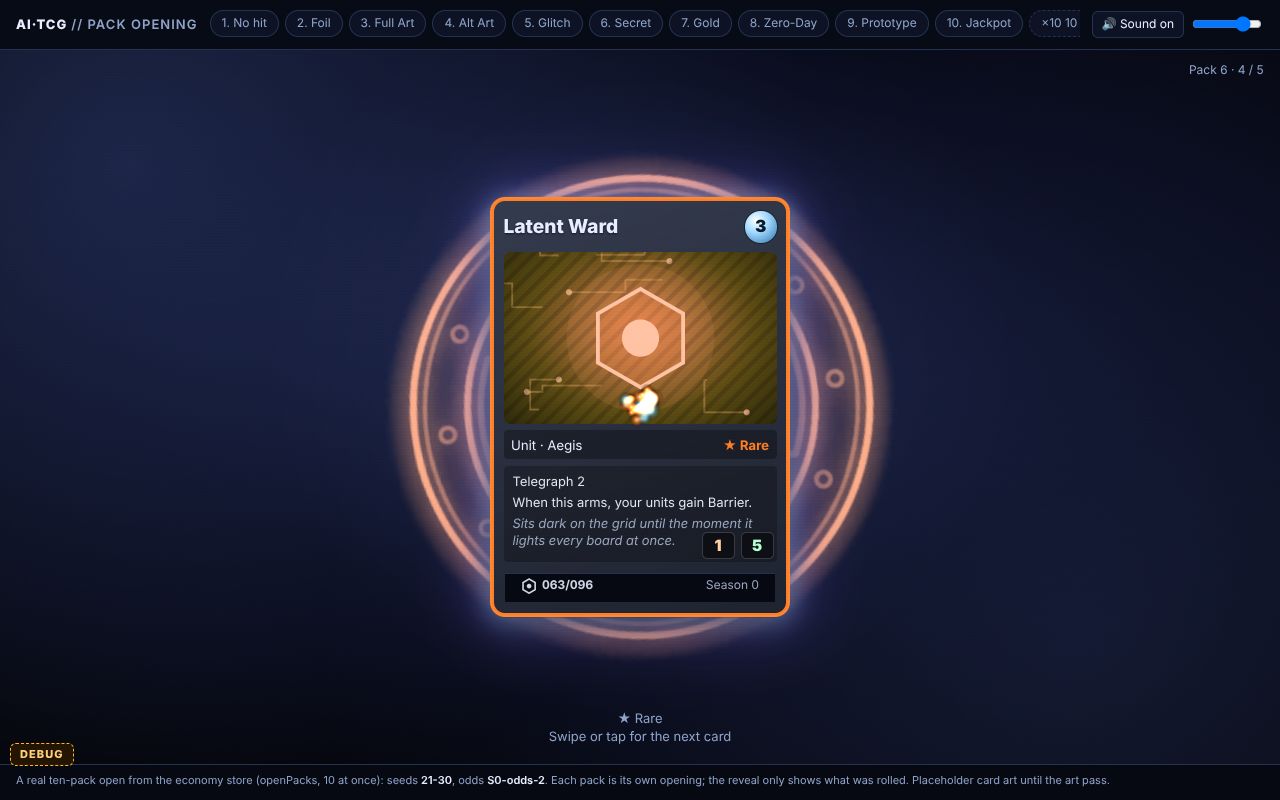 AI·TCG // PACK OPENING
1. No hit
2. Foil
3. Full Art
4. Alt Art
5. Glitch
6. Secret
7. Gold
8. Zero-Day
9. Prototype
10. Jackpot
×10 10
🔊 Sound on
Pack 6 · 4 / 5
Latent Ward
3
Unit · Aegis
★ Rare
Telegraph 2
When this arms, your units gain Barrier.
Sits dark on the grid until the moment it
lights every board at once.
1
5
063/096
Season 0
★ Rare
Swipe or tap for the next card
DEBUG
A real ten-pack open from the economy store (openPacks, 10 at once): seeds 21-30, odds S0-odds-2. Each pack is its own opening; the reveal only shows what was rolled. Placeholder card art until the art pass.